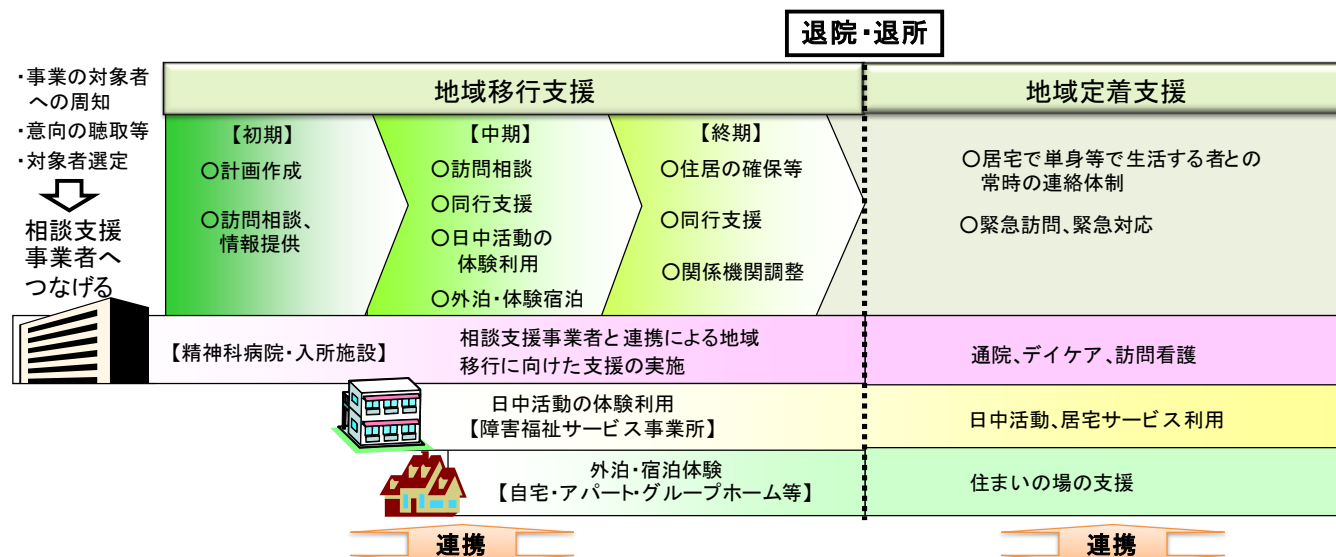 退院・退所
・事業の対象者
への周知
・意向の聴取等
・対象者選定
相談支援
事業者へ
つなげる
地域移行支援
地域定着支援
【初期】
〇計画作成
〇訪問相談、
情報提供
【中期】
〇訪問相談
〇同行支援
〇日中活動の
体験利用
〇外泊・体験宿泊
【終期】
〇住居の確保等
〇同行支援
〇関係機関調整
〇居宅で単身等で生活する者との
常時の連絡体制
〇緊急訪問、緊急対応
【精神科病院・入所施設】
相談支援事業者と連携による地域
移行に向けた支援の実施
通院、デイケア、訪問看護
日中活動の体験利用
【障害福祉サービス事業所】
日中活動、居宅サービス利用
外泊・宿泊体験
【自宅・アパート・グループホーム等】
住まいの場の支援
連携
連携